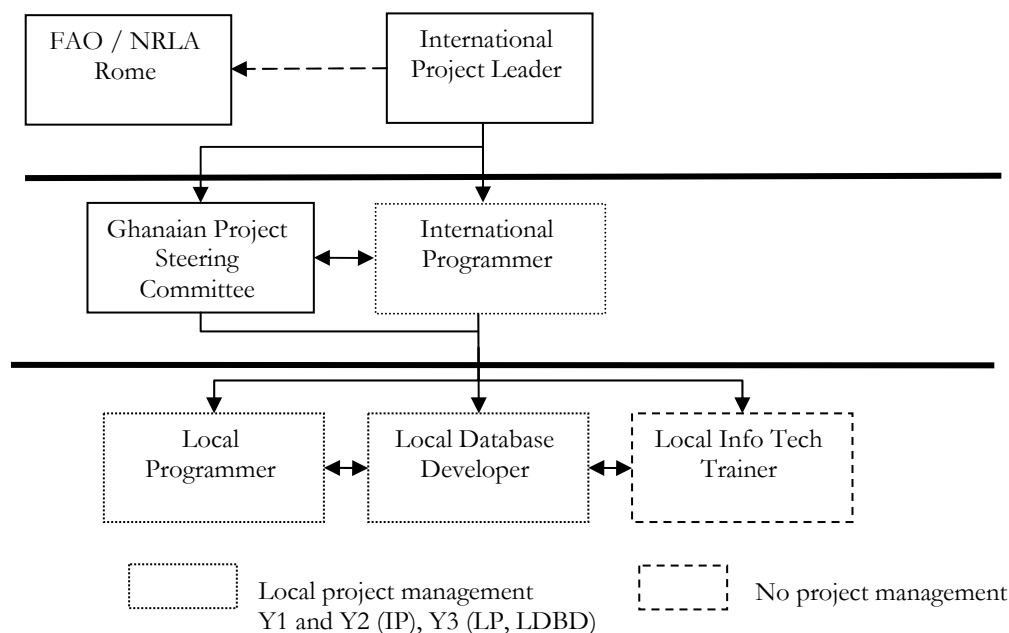 FAO / NRLA
Rome
International
Project Leader
Ghanaian Project
Steering
Committee
International
Programmer
Local
Programmer
Local Database
Developer
Local Info Tech
Trainer
Local project management
Y1 and Y2 (IP), Y3 (LP, LDBD)
No project management